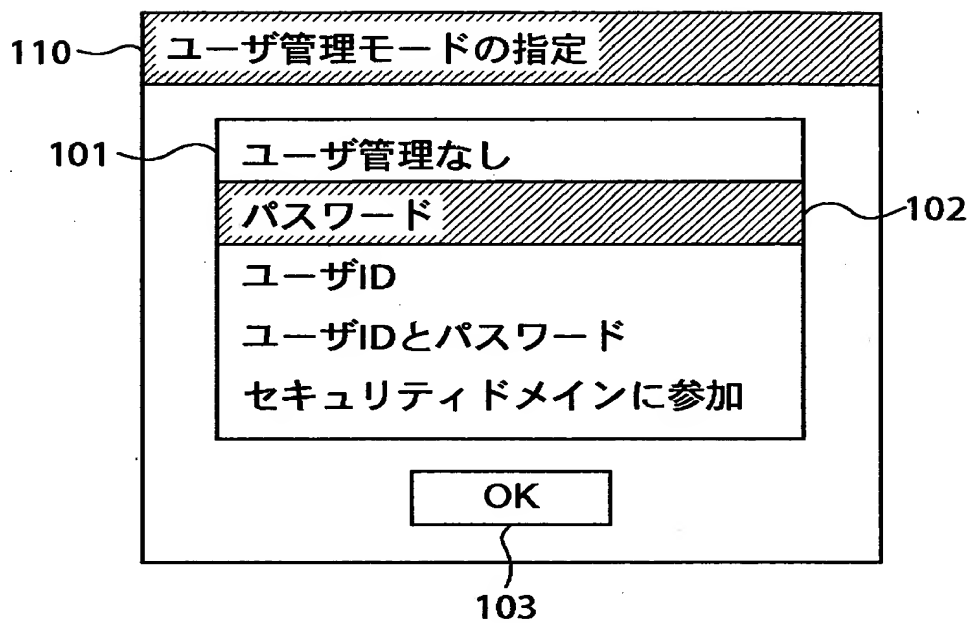 110 ユーザ管理モードの指定
101 ユーザ管理なし
パスワード 102
ユーザID
ユーザIDとパスワード
セキュリティドメインに参加
OK
103